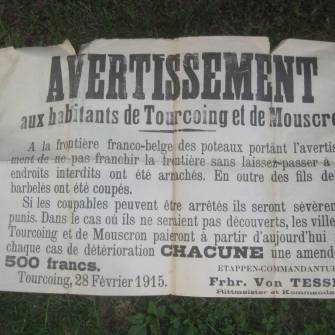 AVERTISSEMENT
aux habitants de Tourcoing et de Mouscro
A la frontière franco-belge des poteaux portant l'avertis
ment de ne pas franchir la frontière sans laissez-passer à
endroits interdits ont été arrachés. En outre des fils de
barbelés ont été coupés.
Si les coupables peuvent être arrêtés ils seront sévèrem
punis. Dans le cas où ils ne seraient pas découverts, les ville
Tourcoing et de Mouscron paieront à partir d'aujourd'hui
chaque cas de détérioration CHACUNE une amend
500 francs.
ETAPPEN-COMMANDANTUR
Tourcoing, 28 Février 1915.
Frhr. Von TESSI
Rittmeister et Kommanda